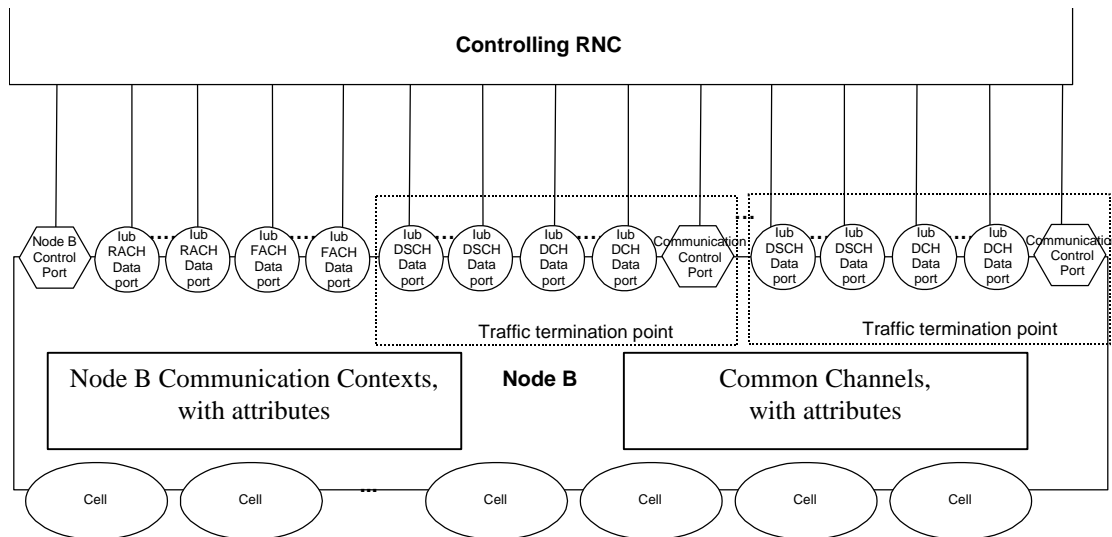 Controlling RNC
Node B
Control
Port
Iub
RACH
Data
port
....
Iub
RACH
Data
port
Iub
FACH
Data
port
....
Iub
FACH
Data
port
Iub
DSCH
Data
port
....
Iub
DSCH
Data
port
Iub
DCH
Data
port
...
Iub
DCH
Data
port
Communication
Control
Port
...
Iub
DSCH
Data
port
....
Iub
DSCH
Data
port
Iub
DCH
Data
port
...
Iub
DCH
Data
port
Communication
Control
Port
Traffic termination point
Traffic termination point
Node B Communication Contexts,
with attributes
Node B
Common Channels,
with attributes
Cell
Cell
...
Cell
Cell
Cell
Cell